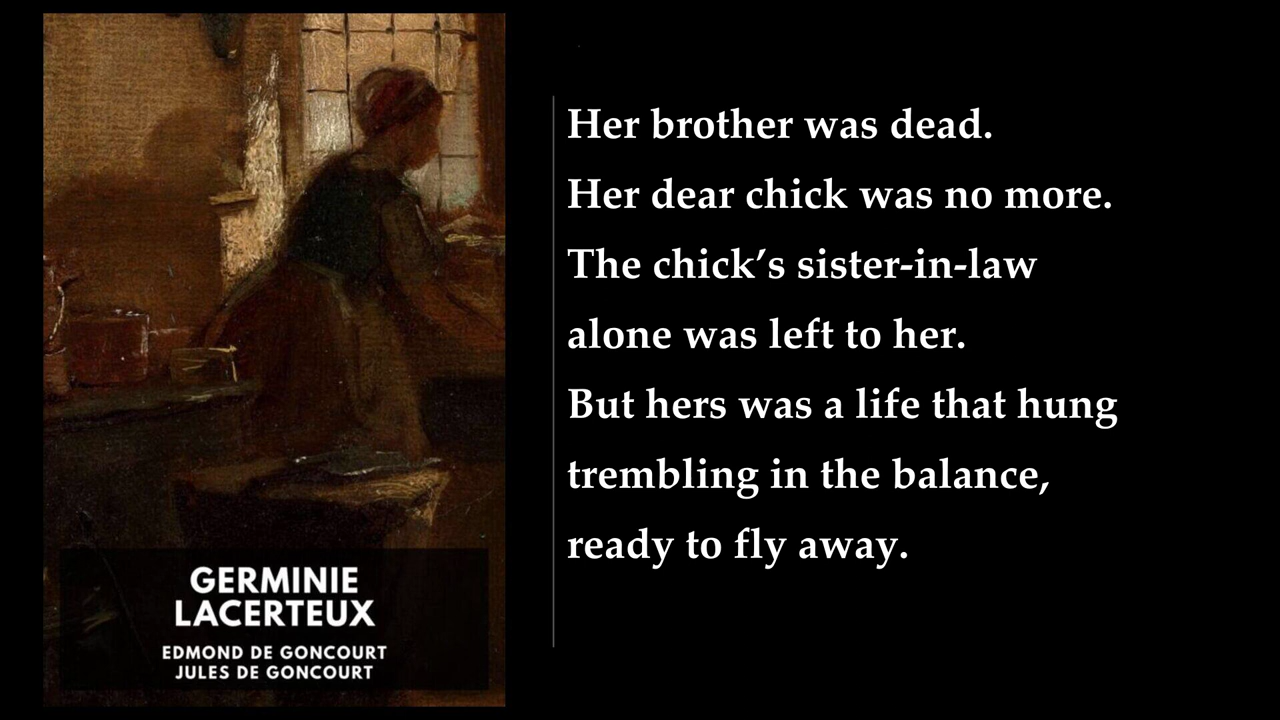 Her brother was dead.
Her dear chick was no more.
The chick’s sister-in-law
alone was left to her.
But hers was a life that hung
trembling in the balance,
ready to fly away.
GERMINIE
LACERTEUX
EDMOND DE GONCOURT
JULES DE GONCOURT